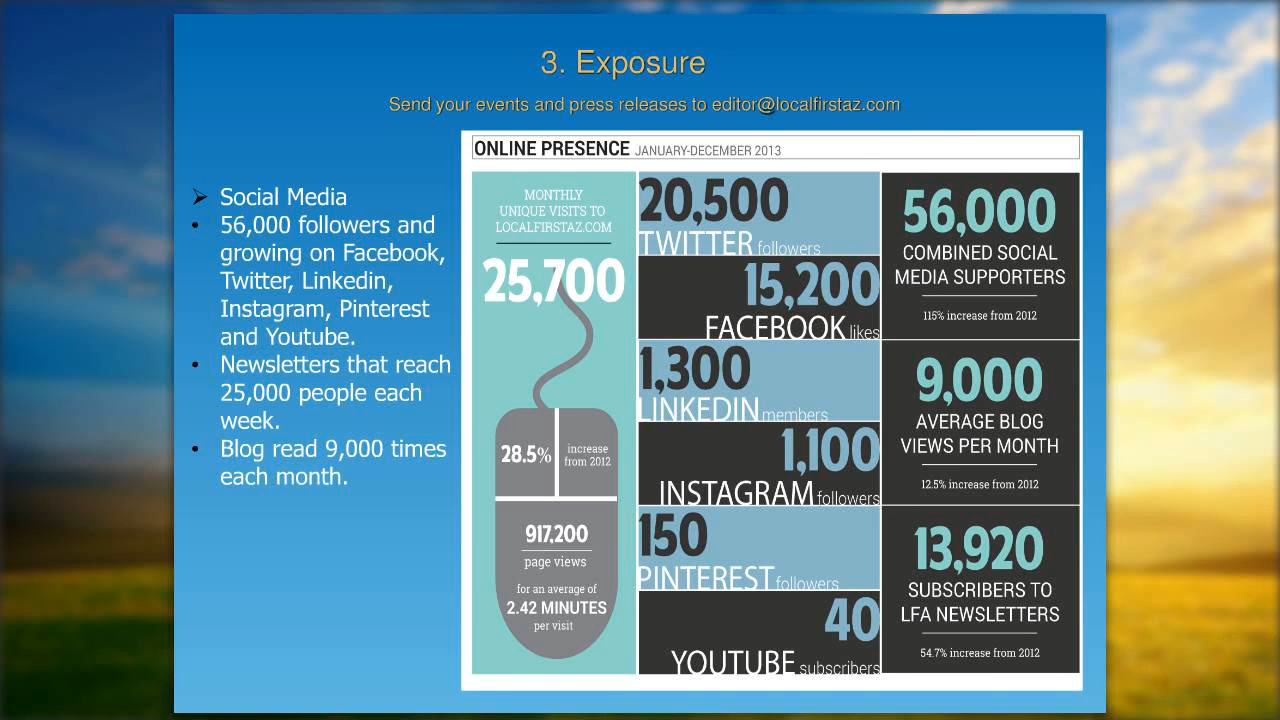 3. Exposure
Send your events and press releases to editor@localfirstaz.com
➢ Social Media
• 56,000 followers and
growing on Facebook,
Twitter, Linkedin,
Instagram, Pinterest
and Youtube.
• Newsletters that reach
25,000 people each
week.
• Blog read 9,000 times
each month.
ONLINE PRESENCE JANUARY-DECEMBER 2013
MONTHLY
UNIQUE VISITS TO
LOCALFIRSTAZ.COM
25,700
28.5%
increase
from 2012
917,200
page views
for an average of
2.42 MINUTES
per visit
20,500
TWITTER followers
15,200
FACEBOOK likes
1,300
LINKEDIN members
1,100
INSTAGRAM followers
150
PINTEREST followers
40
YOUTUBE subscribers
56,000
COMBINED SOCIAL
MEDIA SUPPORTERS
115% increase from 2012
9,000
AVERAGE BLOG
VIEWS PER MONTH
12.5% increase from 2012
13,920
SUBSCRIBERS TO
LFA NEWSLETTERS
54.7% increase from 2012